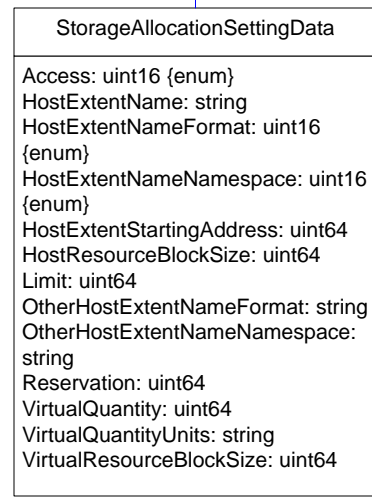 StorageAllocationSettingData
Access: uint16 {enum}
HostExtentName: string
HostExtentNameFormat: uint16
{enum}
HostExtentNameNamespace: uint16
{enum}
HostExtentStartingAddress: uint64
HostResourceBlockSize: uint64
Limit: uint64
OtherHostExtentNameFormat: string
OtherHostExtentNameNamespace:
string
Reservation: uint64
VirtualQuantity: uint64
VirtualQuantityUnits: string
VirtualResourceBlockSize: uint64